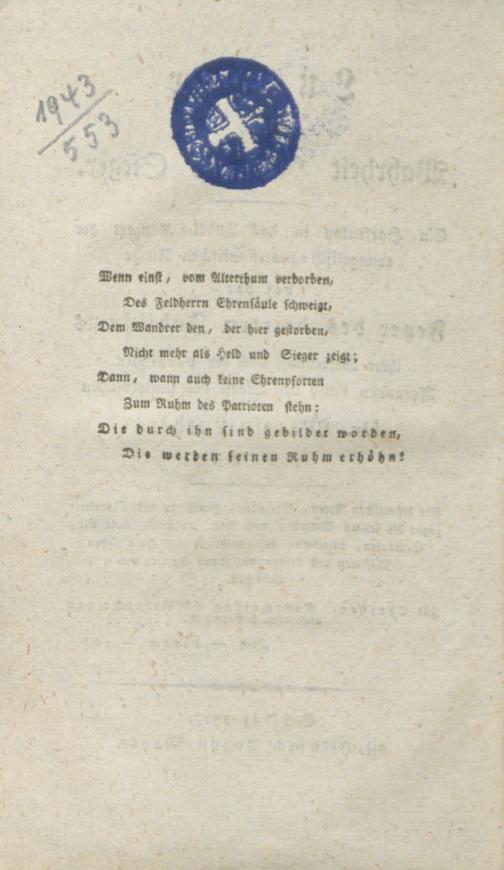 1943
553
Wenn einst, vom Alterthum verdorben,
Des Feldherrn Ehrensäule schweigt,
Dem Wandrer den, der hier gestorben,
Nicht mehr als Held und Sieger zeigt;
Dann, wann auch keine Ehrenpforten
Zum Ruhm des Patrioten stehn:
Die durch ihn sind gebildet worden,
Die werden seinen Ruhm erhöhn!